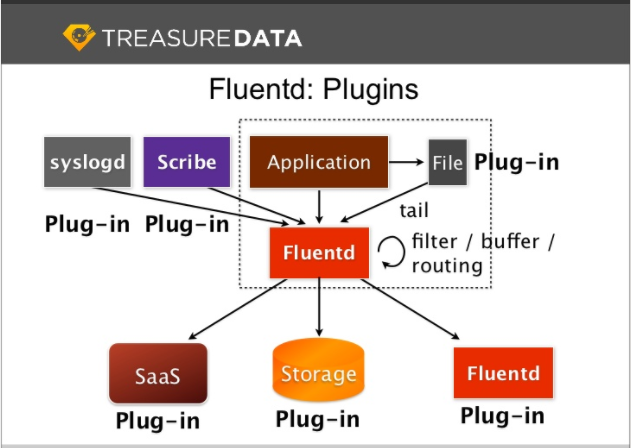 TREASUREDATA
Fluentd: Plugins
syslogd
Scribe
Application
File
Plug-in
Plug-in
Plug-in
tail
Fluentd
filter / buffer /
routing
SaaS
Storage
Fluentd
Plug-in
Plug-in
Plug-in